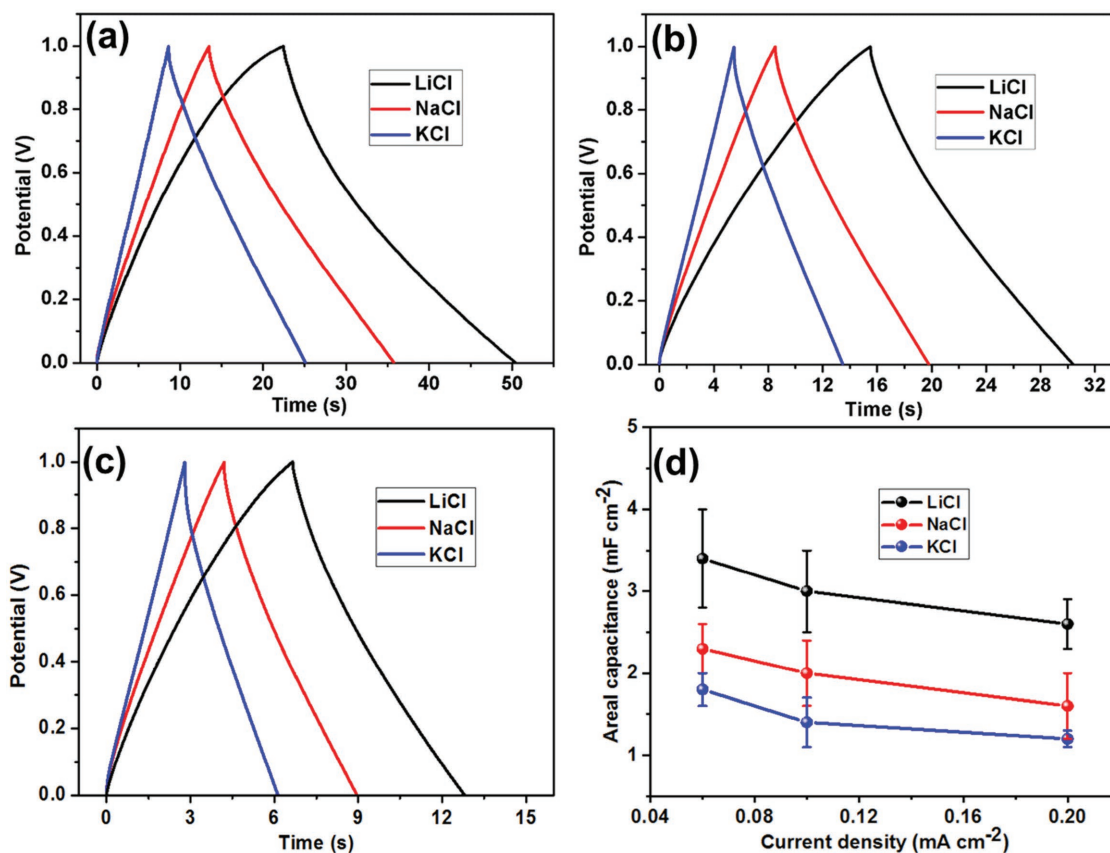 (a)
LiCl
NaCl
KCl
Potential (V)
1.0
0.8
0.6
0.4
0.2
0.0
0 10 20 30 40 50
Time (s)
(b)
LiCl
NaCl
KCl
Potential (V)
1.0
0.8
0.6
0.4
0.2
0.0
0 4 8 12 16 20 24 28 32
Time (s)
(c)
LiCl
NaCl
KCl
Potential (V)
1.0
0.8
0.6
0.4
0.2
0.0
0 3 6 9 12 15
Time (s)
(d)
LiCl
NaCl
KCl
Areal capacitance (mF cm-2)
5
4
3
2
1
0.04 0.08 0.12 0.16 0.20
Current density (mA cm-2)